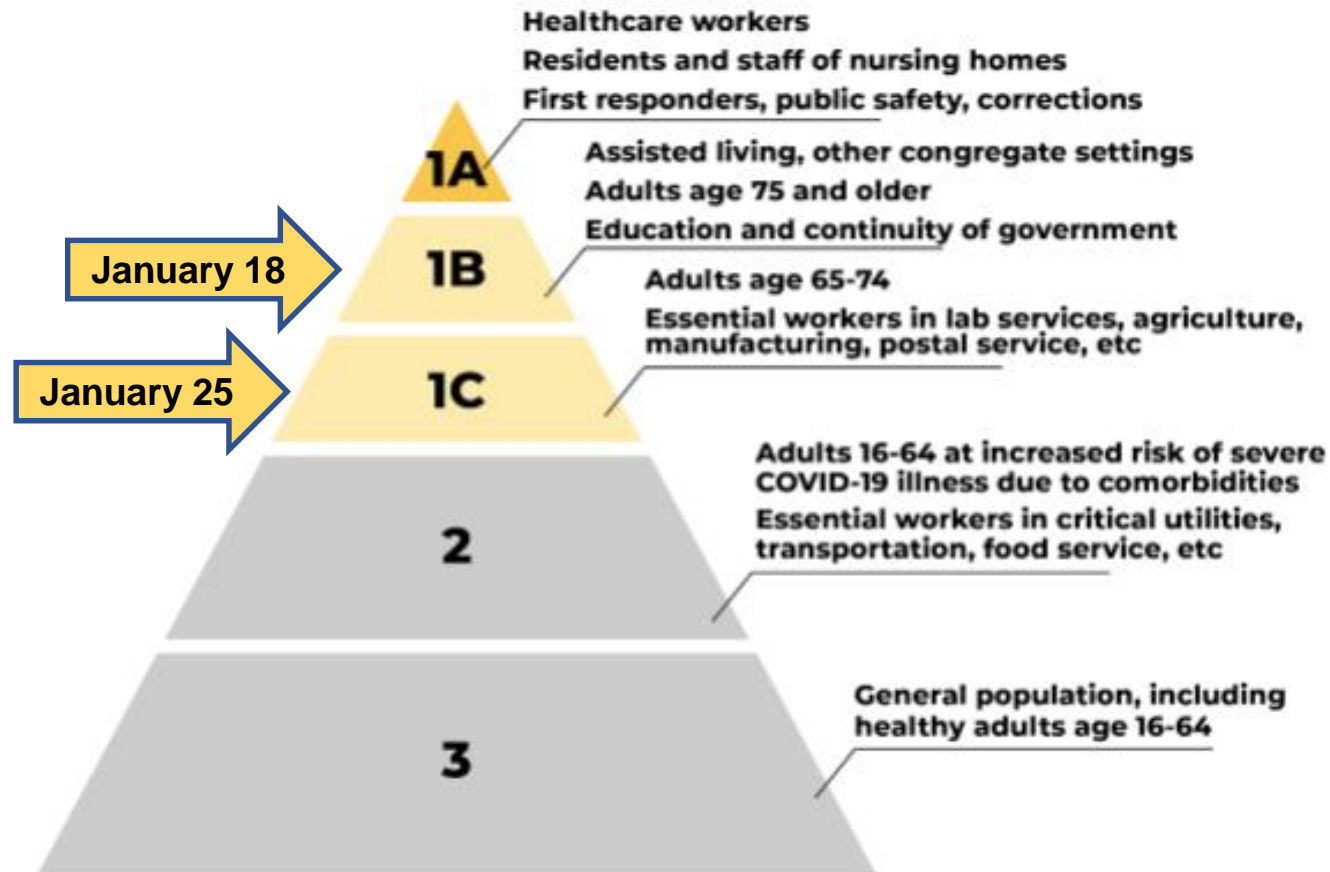 Healthcare workers
Residents and staff of nursing homes
First responders, public safety, corrections
1A
Assisted living, other congregate settings
Adults age 75 and older
Education and continuity of government
January 18
1B
Adults age 65-74
Essential workers in lab services, agriculture,
manufacturing, postal service, etc
January 25
1C
Adults 16-64 at increased risk of severe
COVID-19 illness due to comorbidities
Essential workers in critical utilities,
transportation, food service, etc
2
General population, including
healthy adults age 16-64
3